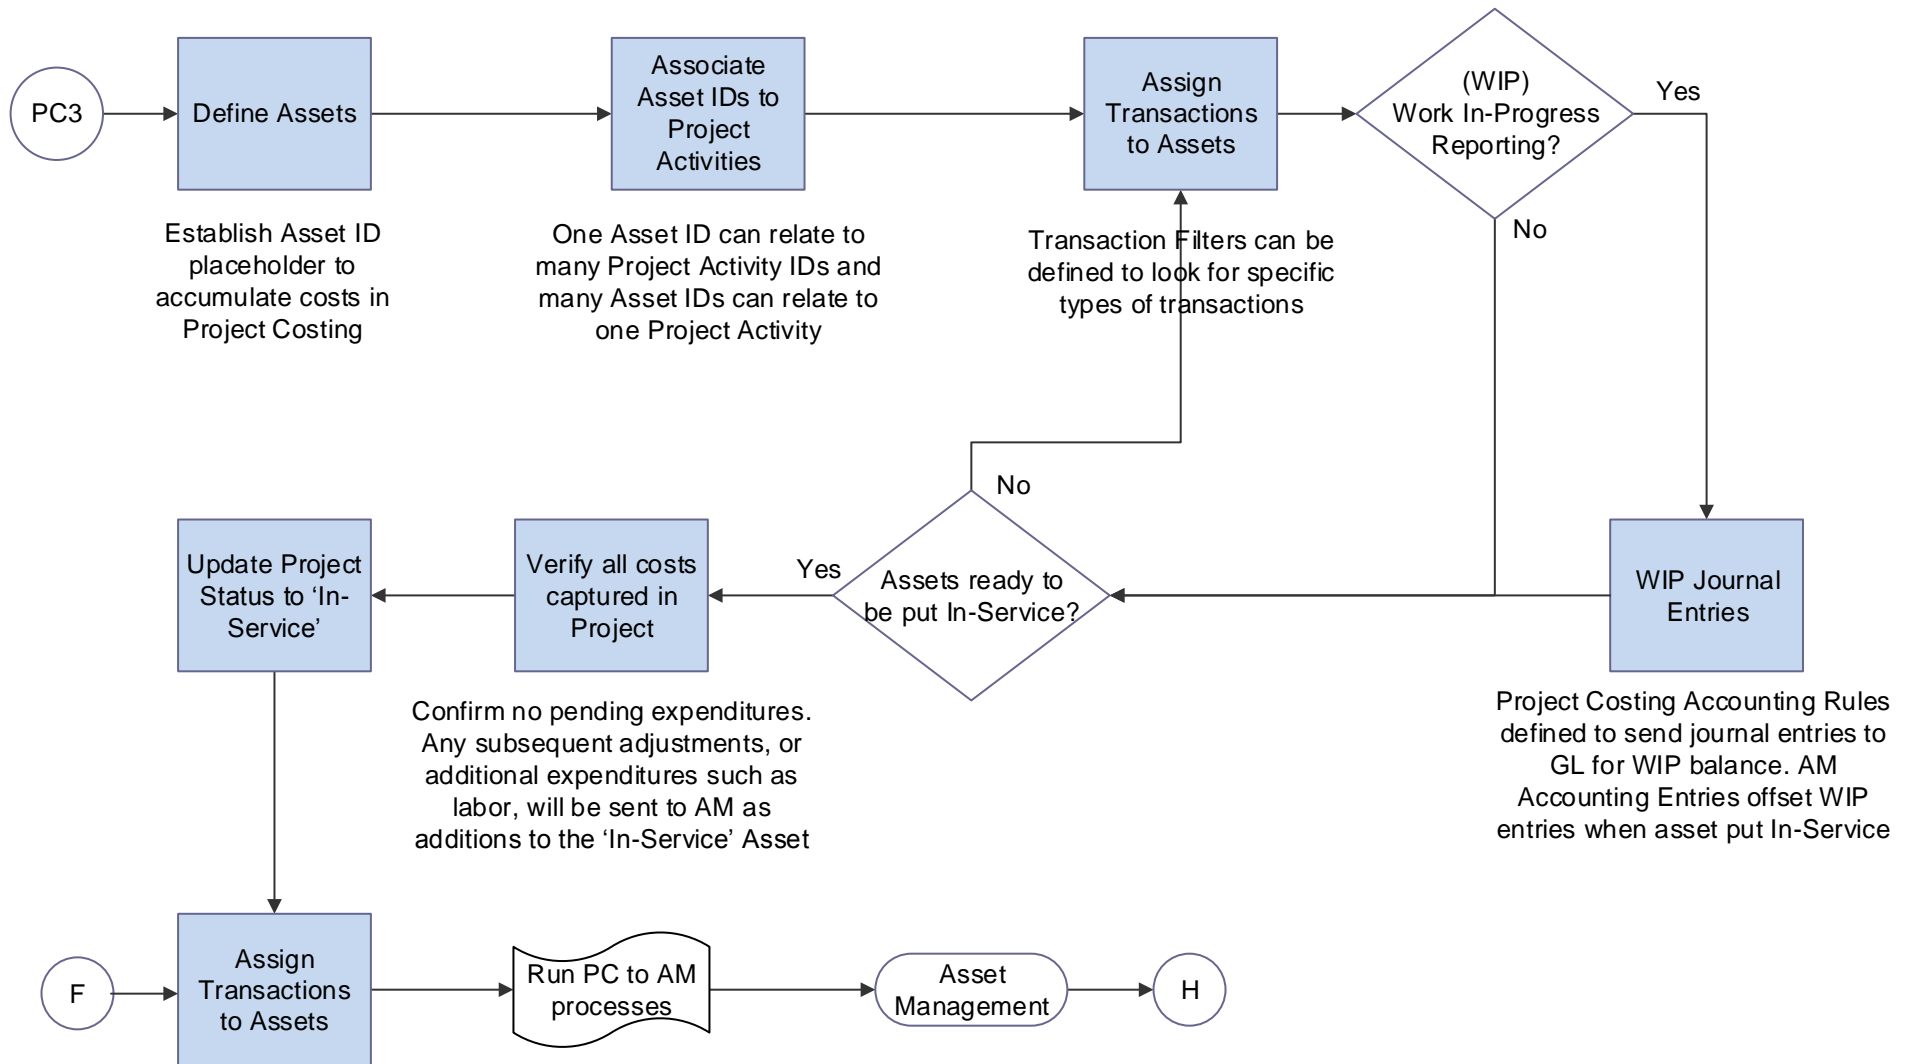 PC3
Define Assets
Associate
Asset IDs to
Project
Activities
Assign
Transactions
to Assets
(WIP)
Work In-Progress
Reporting?
Yes
No
Establish Asset ID
placeholder to
accumulate costs in
Project Costing
One Asset ID can relate to
many Project Activity IDs and
many Asset IDs can relate to
one Project Activity
Transaction Filters can be
defined to look for specific
types of transactions
No
Update Project
Status to ‘In-
Service’
Verify all costs
captured in
Project
Yes
Assets ready to
be put In-Service?
WIP Journal
Entries
Confirm no pending expenditures.
Any subsequent adjustments, or
additional expenditures such as
labor, will be sent to AM as
additions to the ‘In-Service’ Asset
Project Costing Accounting Rules
defined to send journal entries to
GL for WIP balance. AM
Accounting Entries offset WIP
entries when asset put In-Service
F
Assign
Transactions
to Assets
Run PC to AM
processes
Asset
Management
H